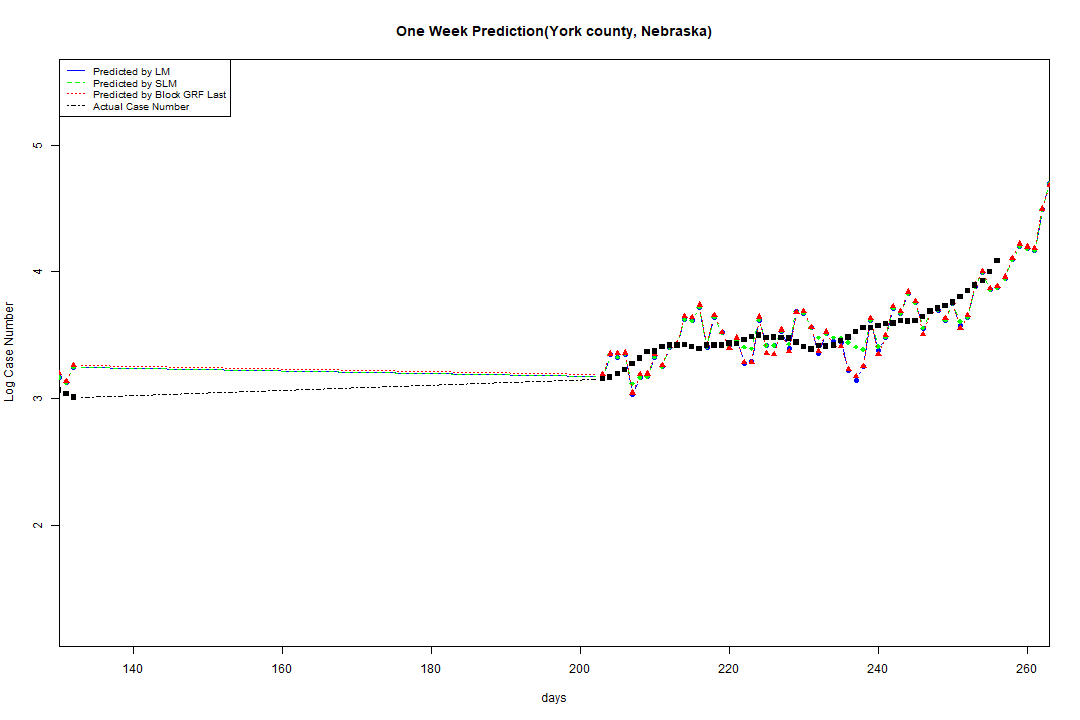 One Week Prediction(York county, Nebraska)
Predicted by LM
Predicted by SLM
Predicted by Block GRF Last
Actual Case Number
5
4
3
2
Log Case Number
140 160 180 200 220 240 260
days